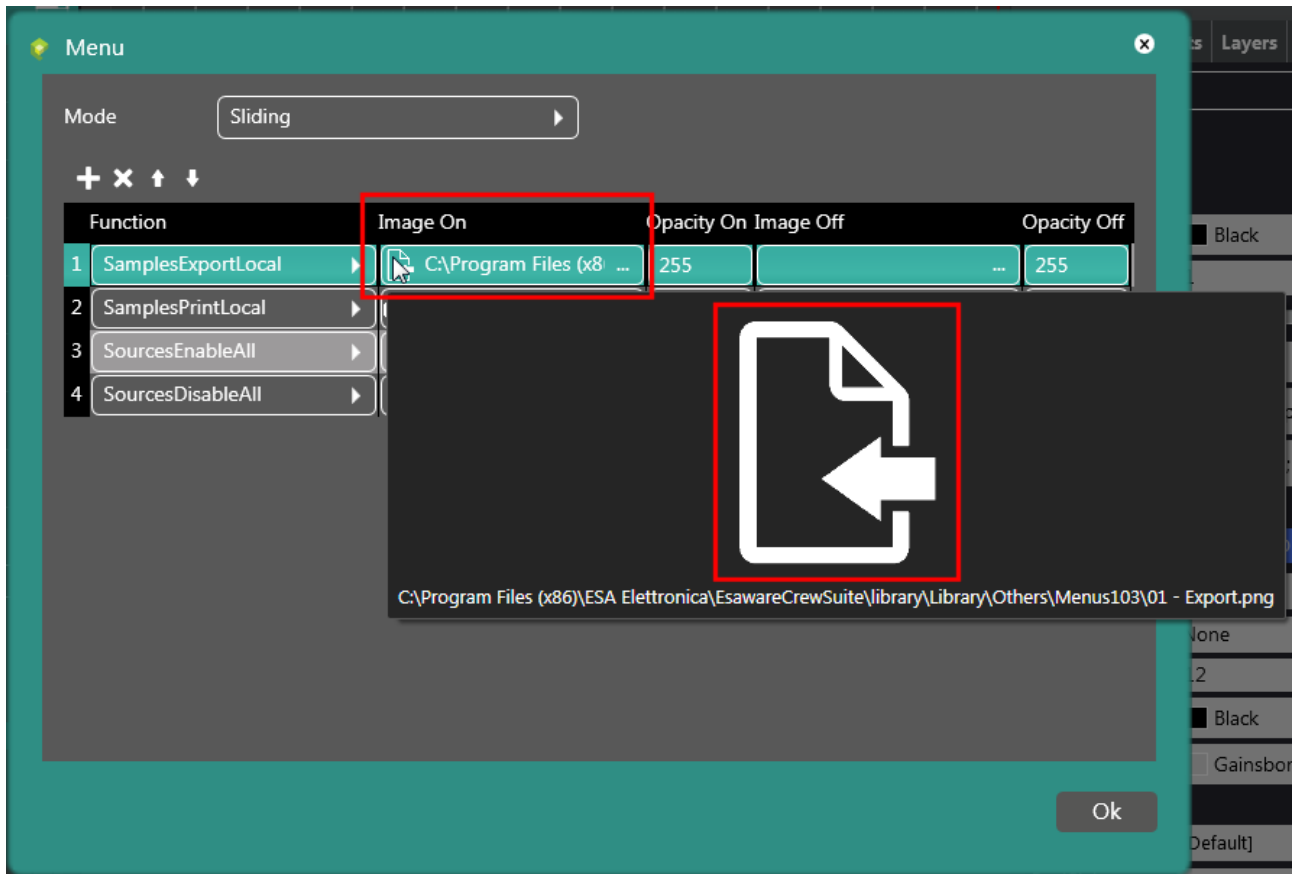 Menu
ts Layers
Mode Sliding
Function Image On Opacity On Image Off Opacity Off
1 SamplesExportLocal C:\Program Files (x8 ... 255 ... 255
2 SamplesPrintLocal
3 SourcesEnableAll
4 SourcesDisableAll
C:\Program Files (x86)\ESA Elettronica\EsawareCrewSuite\library\Library\Others\Menus103\01 - Export.png
Black
None
.2
Black
Gainsbor
Ok
Default]